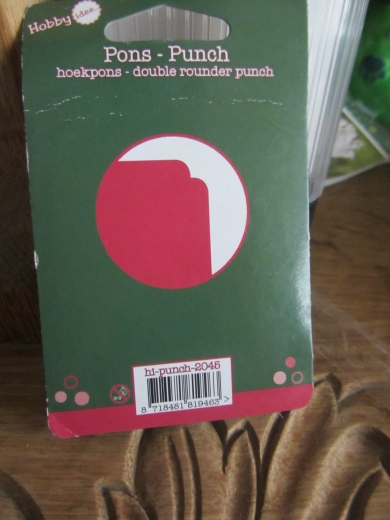 Hobby idee...
Pons - Punch
hoekpons - double rounder punch
hi-punch-2045
8 718481 819463 >